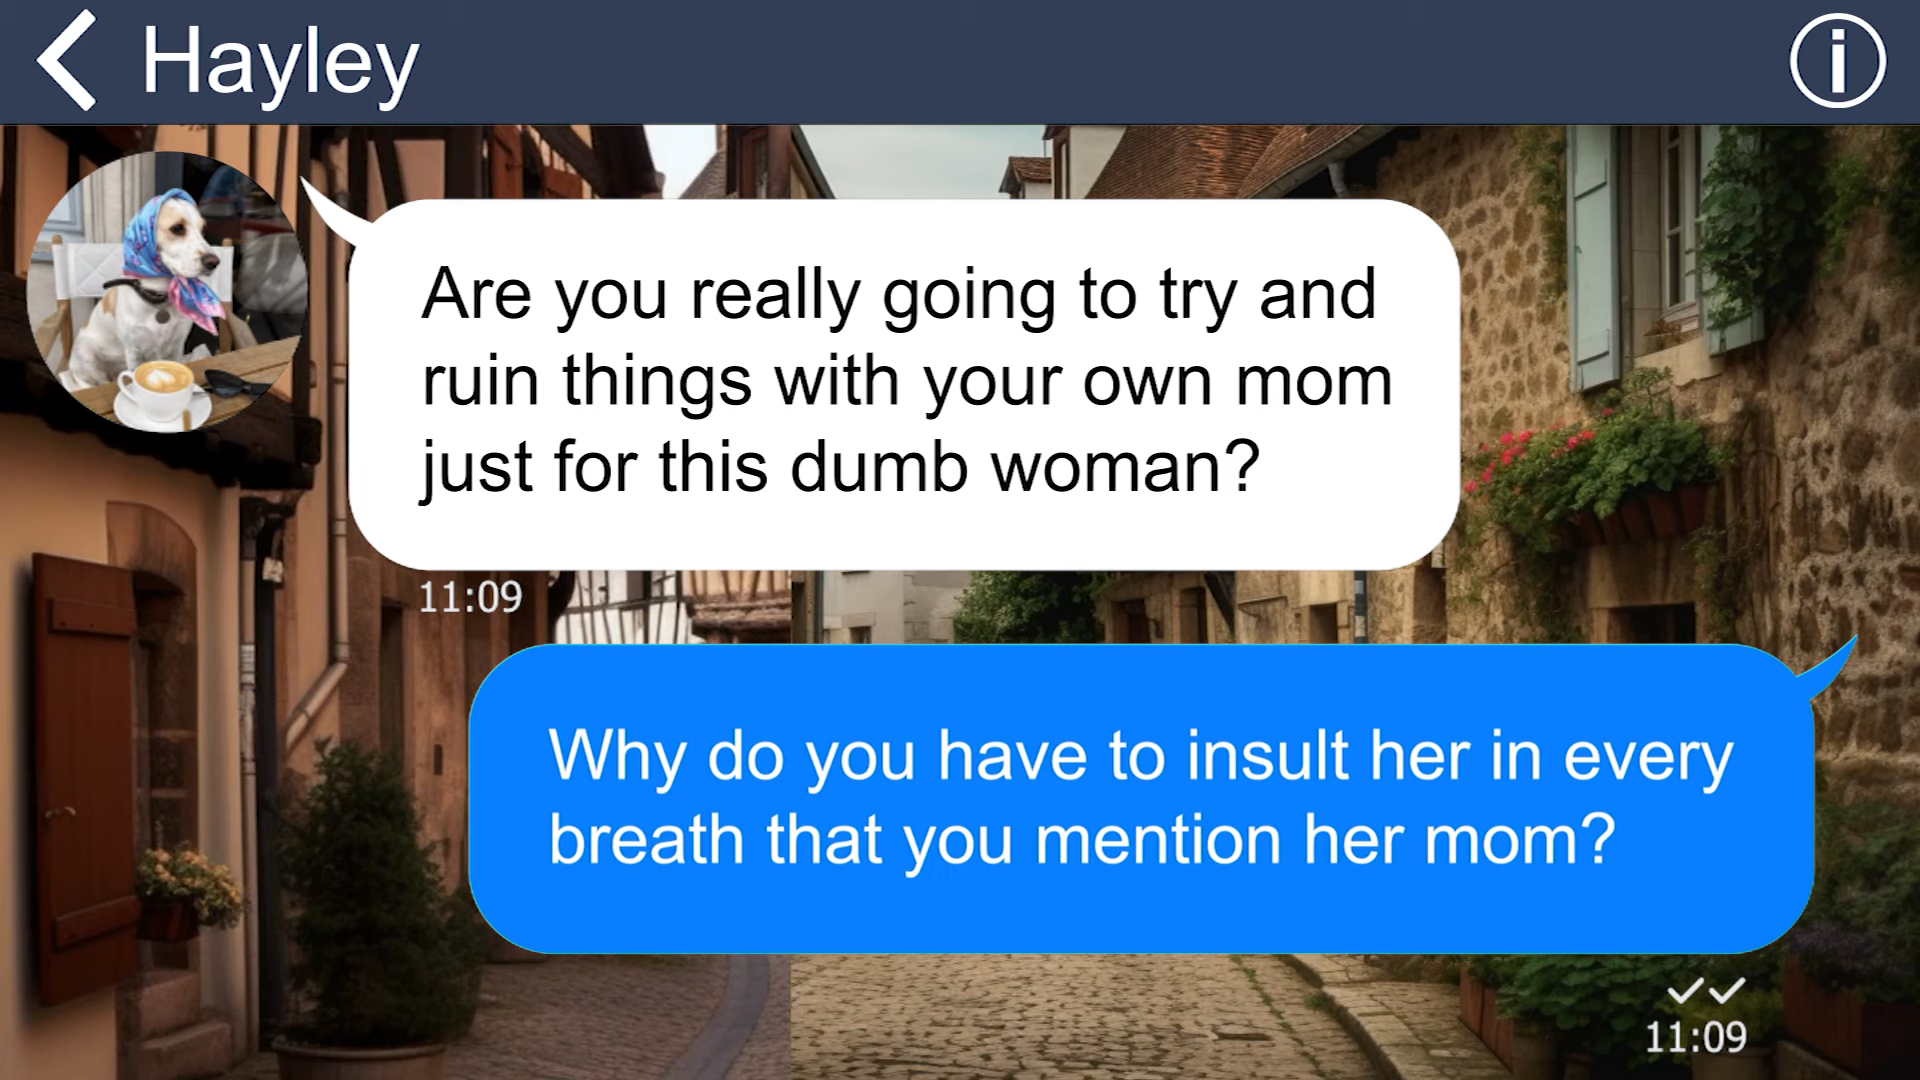 Hayley
Are you really going to try and
ruin things with your own mom
just for this dumb woman?
11:09
Why do you have to insult her in every
breath that you mention her mom?
11:09